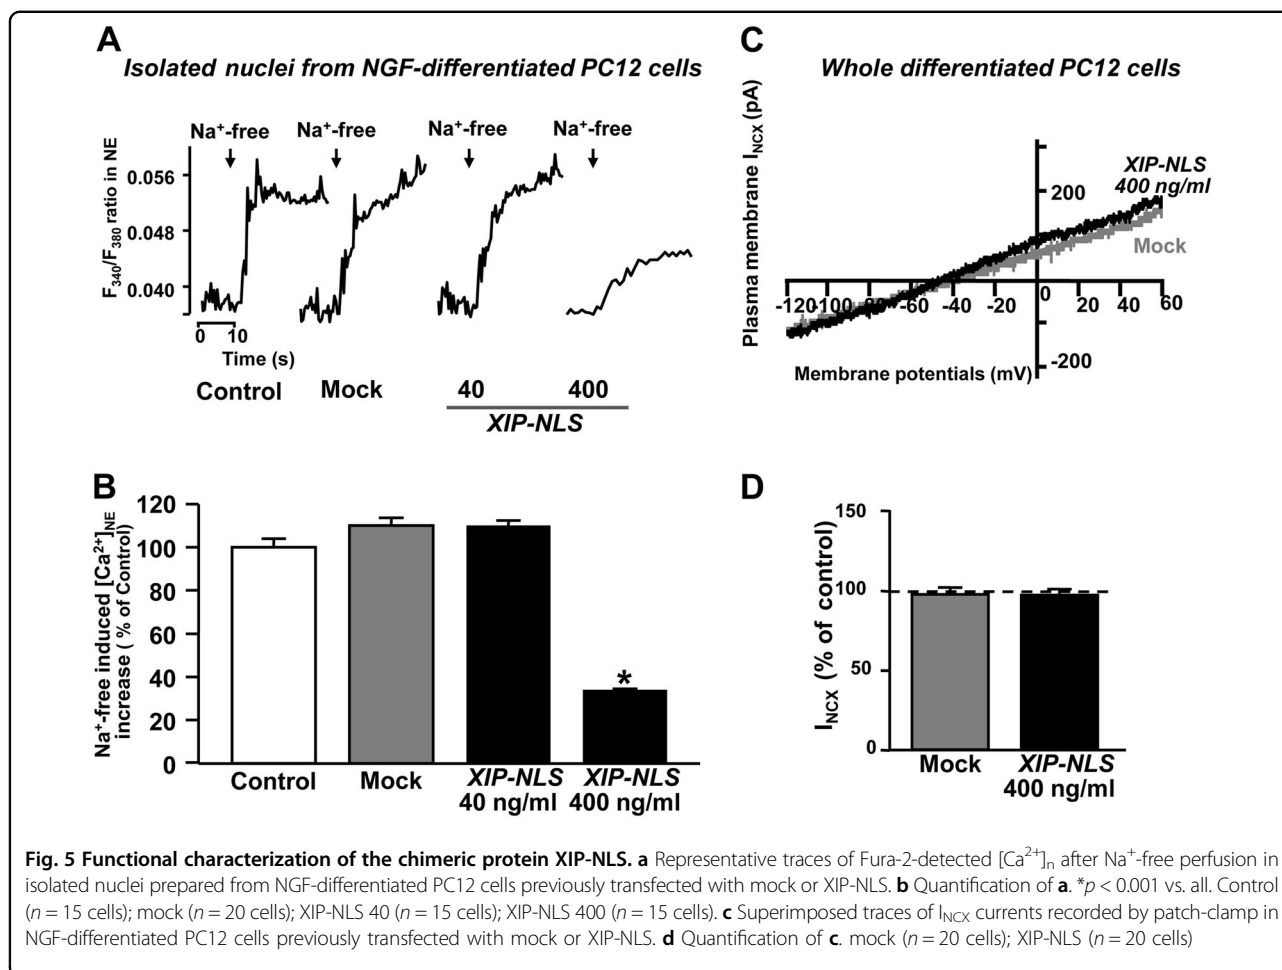 A
Isolated nuclei from NGF-differentiated PC12 cells
Na⁺-free Na⁺-free Na⁺-free Na⁺-free
F₃₄₀/F₃₈₀ ratio in NE
0.056
0.048
0.040
0 10
Time (s)
Control Mock 40 400
XIP-NLS
B
Na⁺-free induced [Ca²⁺]NE
increase ( % of Control)
120
100
80
60
40
20
0
*
Control Mock XIP-NLS XIP-NLS
40 ng/ml 400 ng/ml
C
Whole differentiated PC12 cells
Plasma membrane INCX (pA)
XIP-NLS
400 ng/ml
200
Mock
-120 -100 -80 -60 -40 -20 0 20 40 60
-200
Membrane potentials (mV)
D
INCX (% of control)
150
100
50
0
Mock XIP-NLS
400 ng/ml
Fig. 5 Functional characterization of the chimeric protein XIP-NLS. a Representative traces of Fura-2-detected [Ca²⁺]n after Na⁺-free perfusion in
isolated nuclei prepared from NGF-differentiated PC12 cells previously transfected with mock or XIP-NLS. b Quantification of a. *p < 0.001 vs. all. Control
(n = 15 cells); mock (n = 20 cells); XIP-NLS 40 (n = 15 cells); XIP-NLS 400 (n = 15 cells). c Superimposed traces of INCX currents recorded by patch-clamp in
NGF-differentiated PC12 cells previously transfected with mock or XIP-NLS. d Quantification of c. mock (n = 20 cells); XIP-NLS (n = 20 cells)